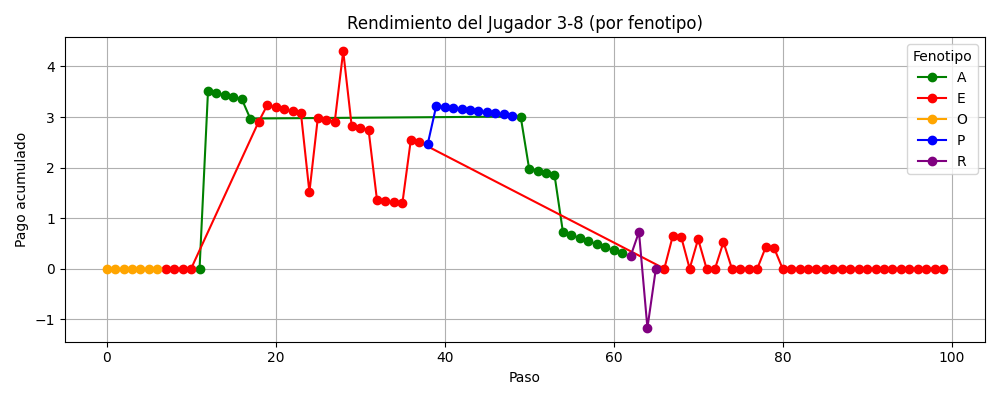 Rendimiento del Jugador 3-8 (por fenotipo)
Pago acumulado
4
3
2
1
0
−1
Fenotipo
A
E
O
P
R
0 20 40 60 80 100
Paso